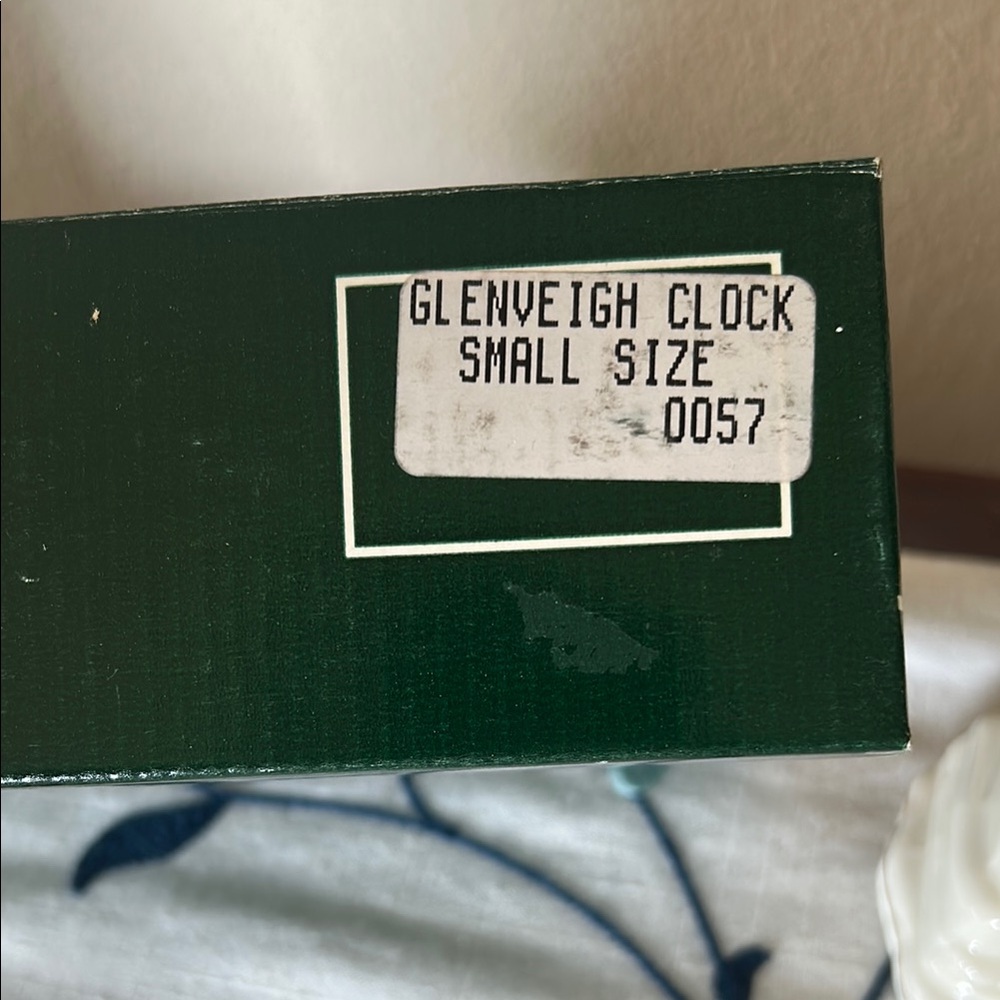 GLENVEIGH CLOCK
SMALL SIZE
0057